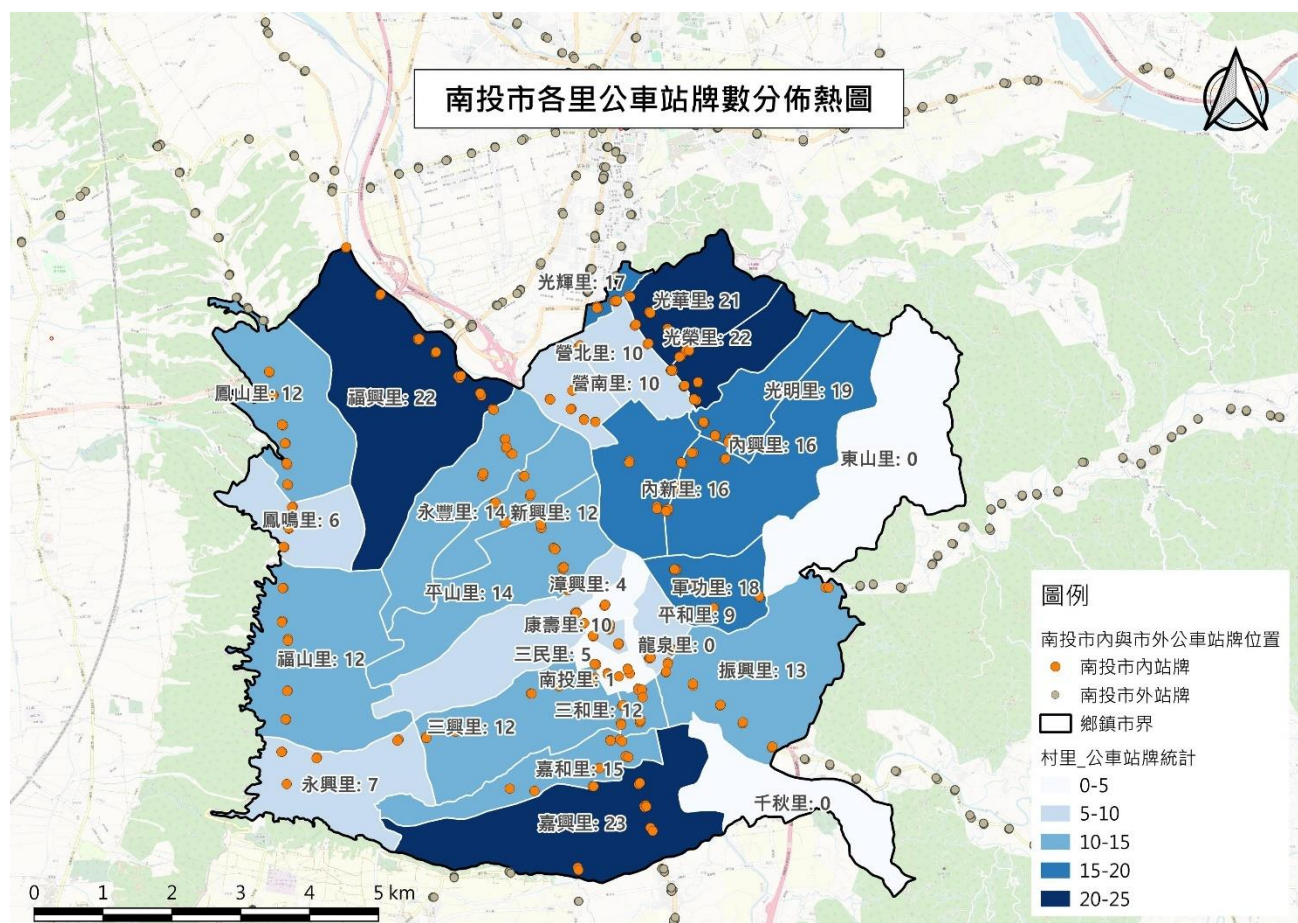 南投市各里公車站牌數分佈熱圖
光輝里: 17
光華里: 21
光榮里: 22
營北里: 10
營南里: 10
光明里: 19
鳳山里: 12
福興里: 22
內興里: 16
東山里: 0
內新里: 16
鳳鳴里: 6
永豐里: 14
新興里: 12
漳興里: 4
軍功里: 18
平山里: 14
平和里: 9
康壽里: 10
龍泉里: 0
三民里: 5
福山里: 12
振興里: 13
南投里: 1
三和里: 12
三興里: 12
嘉和里: 15
永興里: 7
千秋里: 0
嘉興里: 23
圖例
南投市內與市外公車站牌位置
南投市內站牌
南投市外站牌
鄉鎮市界
村里_公車站牌統計
0-5
5-10
10-15
15-20
20-25
0 1 2 3 4 5 km